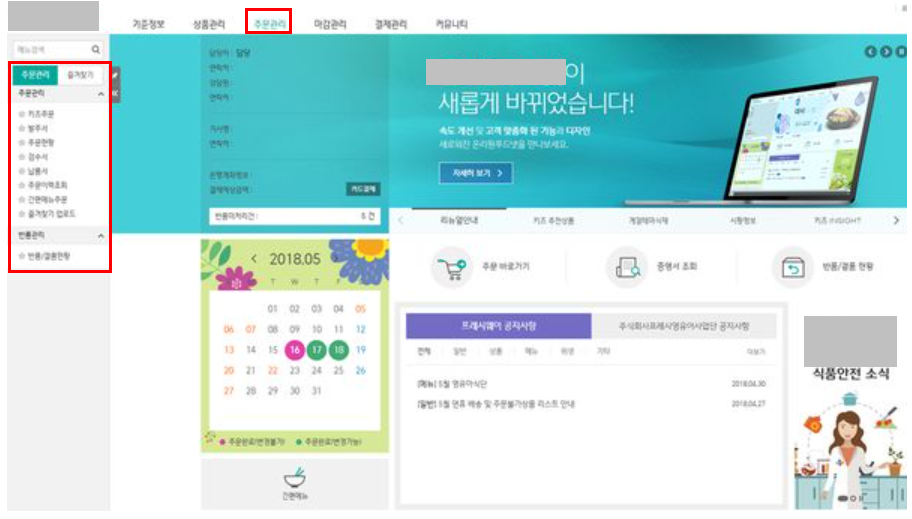 기준정보 상품관리 주문관리 마감관리 결제관리 커뮤니티
메뉴검색
주문관리 즐겨찾기
주문관리
키즈주문
발주서
주문현황
검수서
납품서
주문이력조회
간편메뉴주문
즐겨찾기 업로드
반품관리
반품/결품현황
담당자 : 담당
연락처 :
연락처 :
기사명 :
연락처 :
은행계좌정보 :
결제예상금액 :
카드결제
반품미처리건 : 5 건
이
새롭게 바뀌었습니다!
속도 개선 및 고객 맞춤화 된 기능과 디자인
새로워진 온리원푸드넷을 만나보세요.
자세히 보기 >
리뉴얼안내 키즈 추천상품 계절테마식재 시황정보 키즈 INSIGHT
주문 바로가기 증명서 조회 반품/결품 현황
< 2018.05
T W T F
01 02 03 04 05
06 07 08 09 10 11 12
13 14 15 16 17 18 19
20 21 22 23 24 25 26
27 28 29 30 31
주문완료(변경불가) 주문완료(변경가능)
간편메뉴
프레시웨이 공지사항 주식회사프레시영유아사업단 공지사항
전체 일반 상품 메뉴 위생 기타 더보기
[메뉴] 5월 영유아식단 2018.04.30
[일반] 5월 연휴 배송 및 주문불가상품 리스트 안내 2018.04.27
식품안전 소식